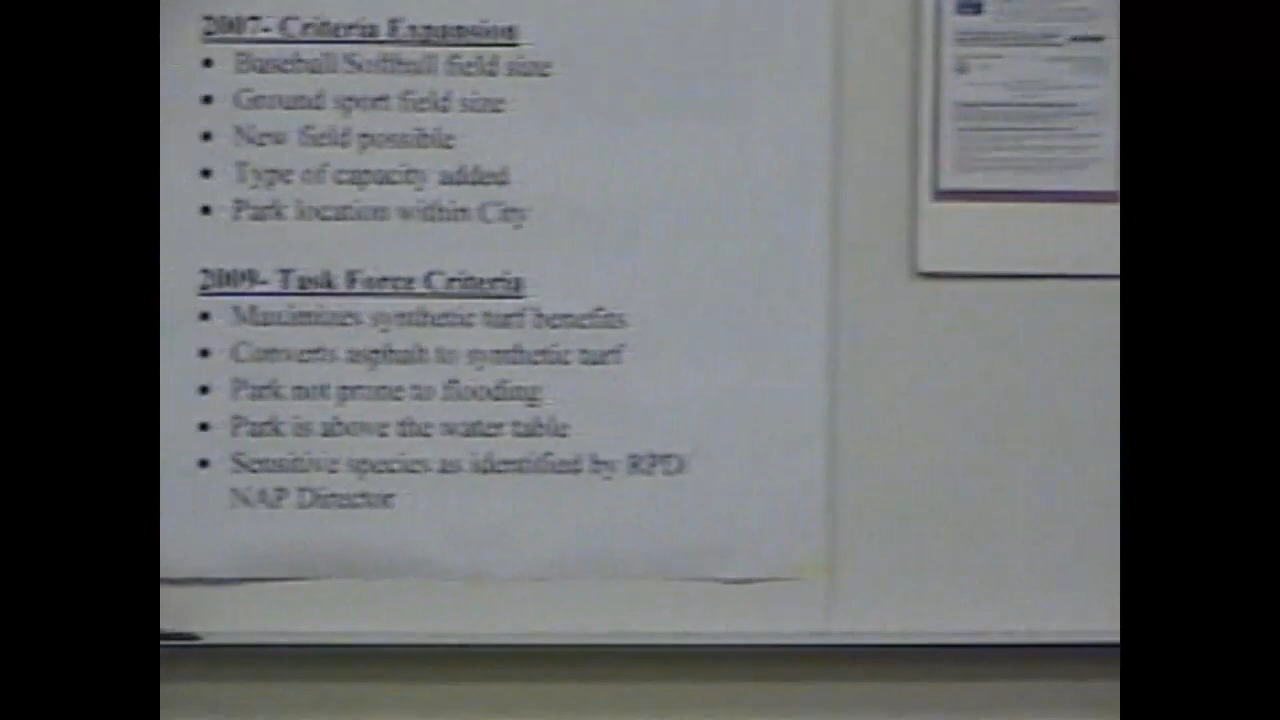 2007- Criteria Expansion
• Baseball/Softball field size
• Ground sport field size
• New field possible
• Type of capacity added
• Park location within City
2009- Task Force Criteria
• Maximizes synthetic turf benefits
• Converts asphalt to synthetic turf
• Park not prone to flooding
• Park is above the water table
• Sensitive species as identified by RPD/
NAP Director